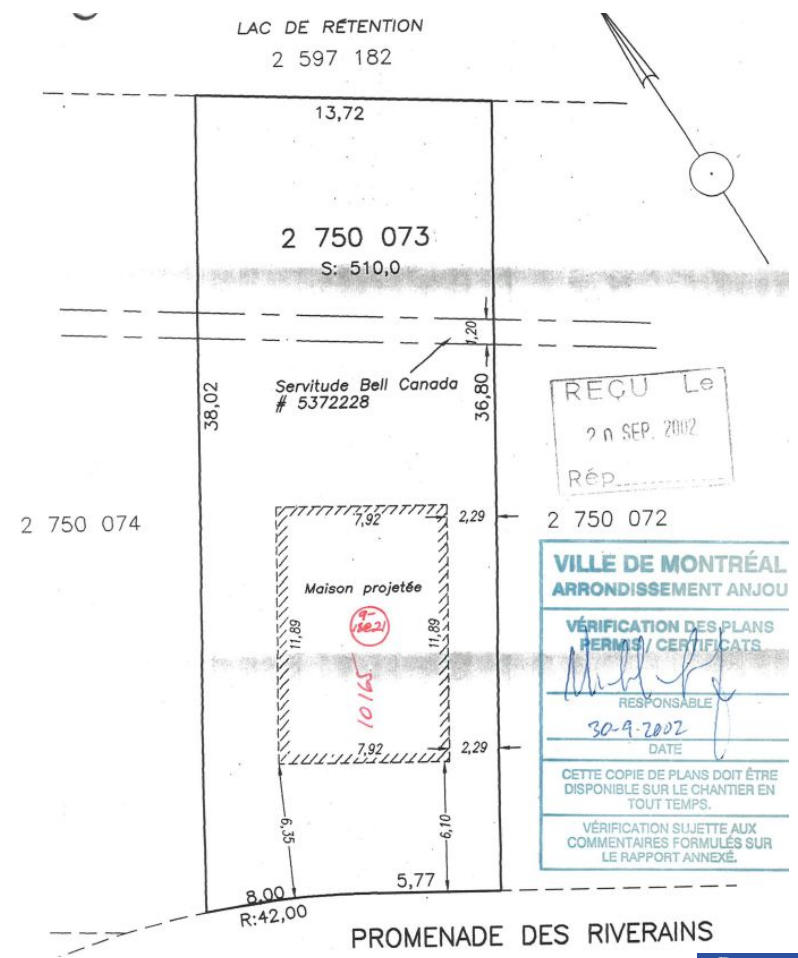 LAC DE RÉTENTION
2 597 182
13,72
2 750 073
S: 510,0
1,20
Servitude Bell Canada
# 5372228
38,02
36,80
REÇU Le
20 SEP. 2002
Rép
2 750 074
7,92
2,29
2 750 072
Maison projetée
9-
11,89
11,89
10165
7,92
2,29
6,35
6,10
8,00
5,77
R:42,00
PROMENADE DES RIVERAINS
VILLE DE MONTRÉAL
ARRONDISSEMENT ANJOU
VÉRIFICATION DES PLANS
PERMIS / CERTIFICATS
RESPONSABLE
30-9-2002
DATE
CETTE COPIE DE PLANS DOIT ÊTRE
DISPONIBLE SUR LE CHANTIER EN
TOUT TEMPS.
VÉRIFICATION SUJETTE AUX
COMMENTAIRES FORMULÉS SUR
LE RAPPORT ANNEXÉ.